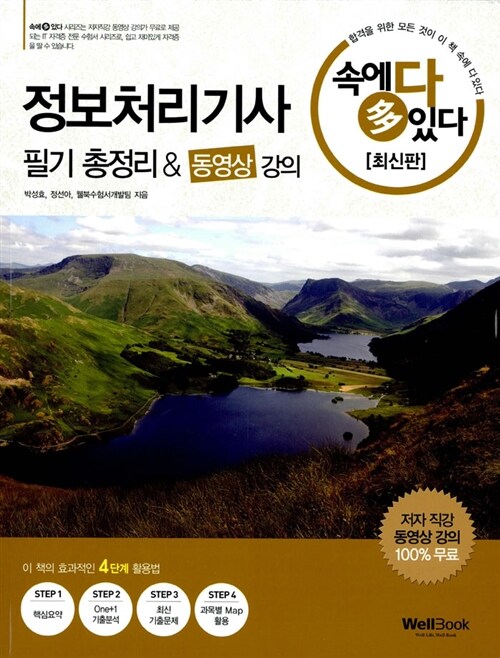 속에多있다 시리즈는 저자직강 동영상 강의가 무료로 제공
되는 IT 자격증 전문 수험서 시리즈로, 쉽고 재미있게 자격증
을 딸 수 있습니다.
합격을 위한 모든 것이 이 책 속에 다 있다
속에다
多있다
[최신판]
정보처리기사
필기 총정리 & 동영상 강의
박성효, 정선아, 웰북수험서개발팀 지음
저자 직강
동영상 강의
100% 무료
이 책의 효과적인 4단계 활용법
STEP 1
핵심요약
STEP 2
One+1
기출분석
STEP 3
최신
기출문제
STEP 4
과목별 Map
활용
WellBook
Well Life, Well Book